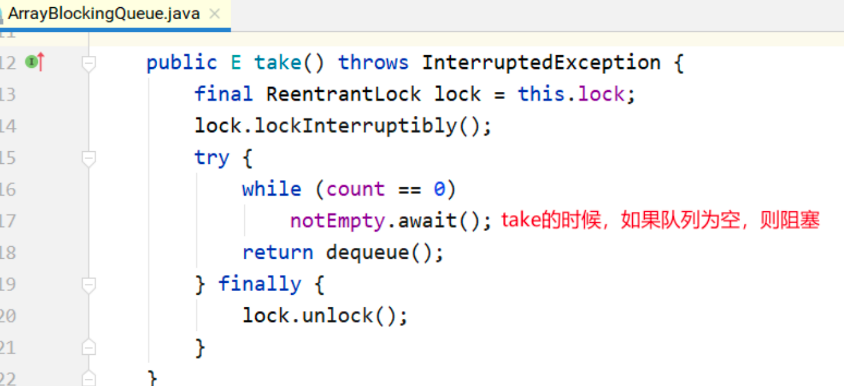 ArrayBlockingQueue.java ×
12 public E take() throws InterruptedException {
13 final ReentrantLock lock = this.lock;
14 lock.lockInterruptibly();
15 try {
16 while (count == 0)
17 notEmpty.await(); take的时候，如果队列为空，则阻塞
18 return dequeue();
19 } finally {
20 lock.unlock();
21 }
22 }